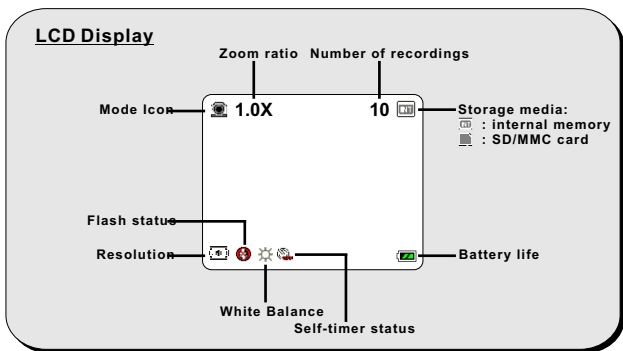 LCD Display
Zoom ratio Number of recordings
Mode Icon 1.0X 10 Storage media:
: internal memory
: SD/MMC card
Flash status
Resolution Battery life
White Balance
Self-timer status